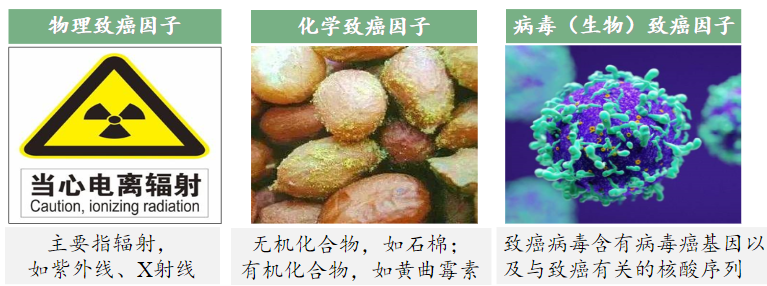 物理致癌因子
当心电离辐射
Caution, ionizing radiation
主要指辐射，
如紫外线、X射线
化学致癌因子
无机化合物，如石棉；
有机化合物，如黄曲霉素
病毒（生物）致癌因子
致癌病毒含有病毒癌基因以
及与致癌有关的核酸序列